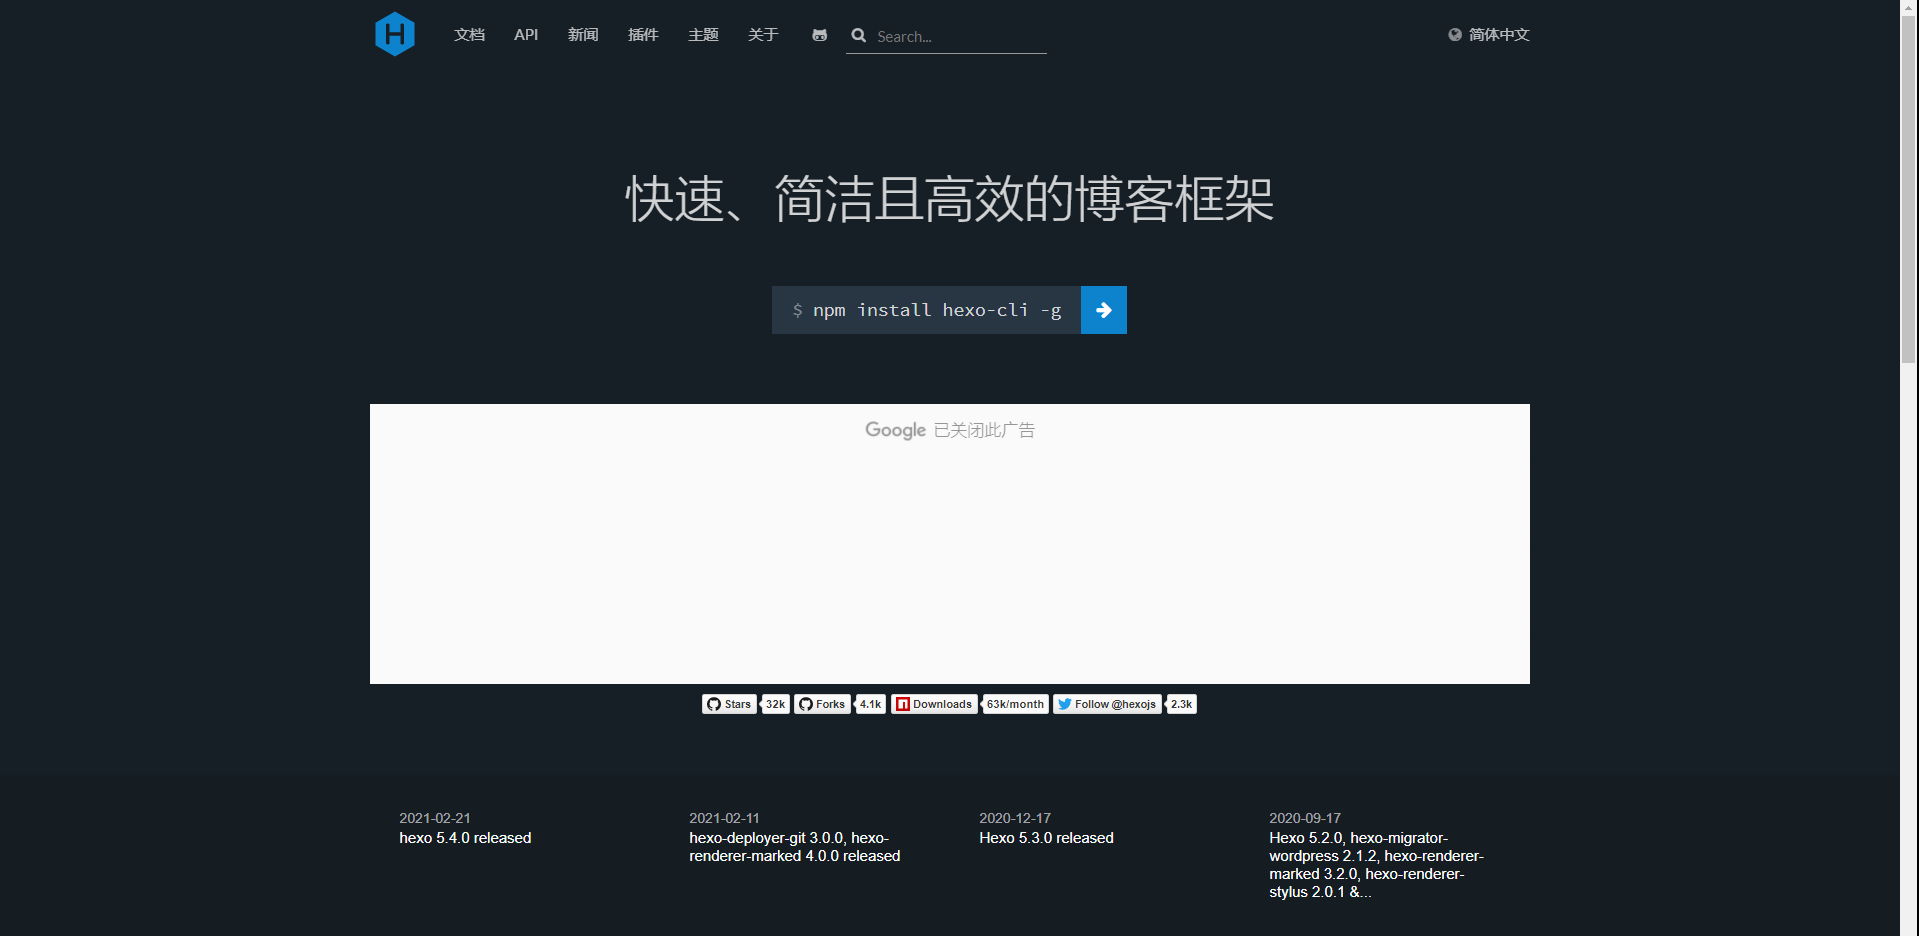 文档 API 新闻 插件 主题 关于 Search... 简体中文
快速、简洁且高效的博客框架
$ npm install hexo-cli -g
Google 已关闭此广告
Stars 32k Forks 4.1k Downloads 63k/month Follow @hexojs 2.3k
2021-02-21
hexo 5.4.0 released
2021-02-11
hexo-deployer-git 3.0.0, hexo-
renderer-marked 4.0.0 released
2020-12-17
Hexo 5.3.0 released
2020-09-17
Hexo 5.2.0, hexo-migrator-
wordpress 2.1.2, hexo-renderer-
marked 3.2.0, hexo-renderer-
stylus 2.0.1 &...